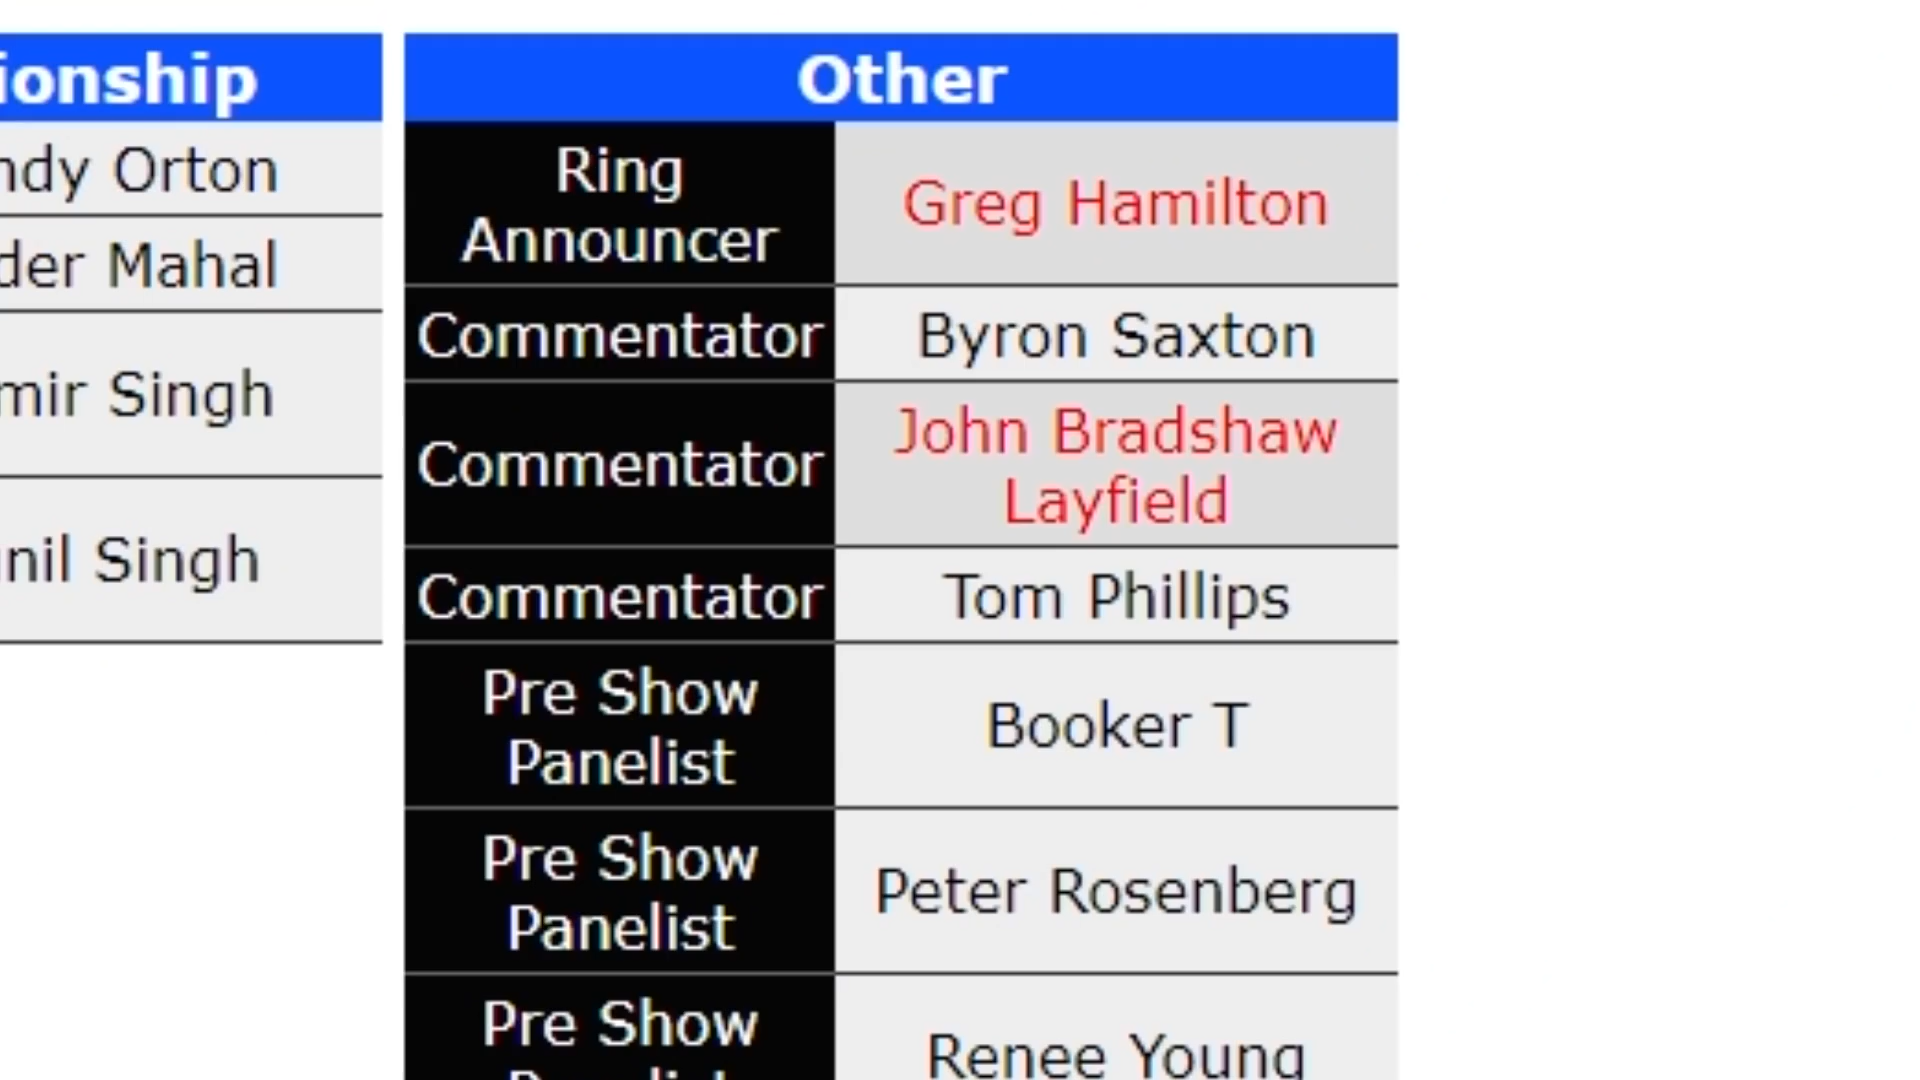 ionship
ndy Orton
der Mahal
mir Singh
nil Singh
Other
Ring
Announcer
Greg Hamilton
Commentator
Byron Saxton
Commentator
John Bradshaw
Layfield
Commentator
Tom Phillips
Pre Show
Panelist
Booker T
Pre Show
Panelist
Peter Rosenberg
Pre Show
Panelist
Renee Young